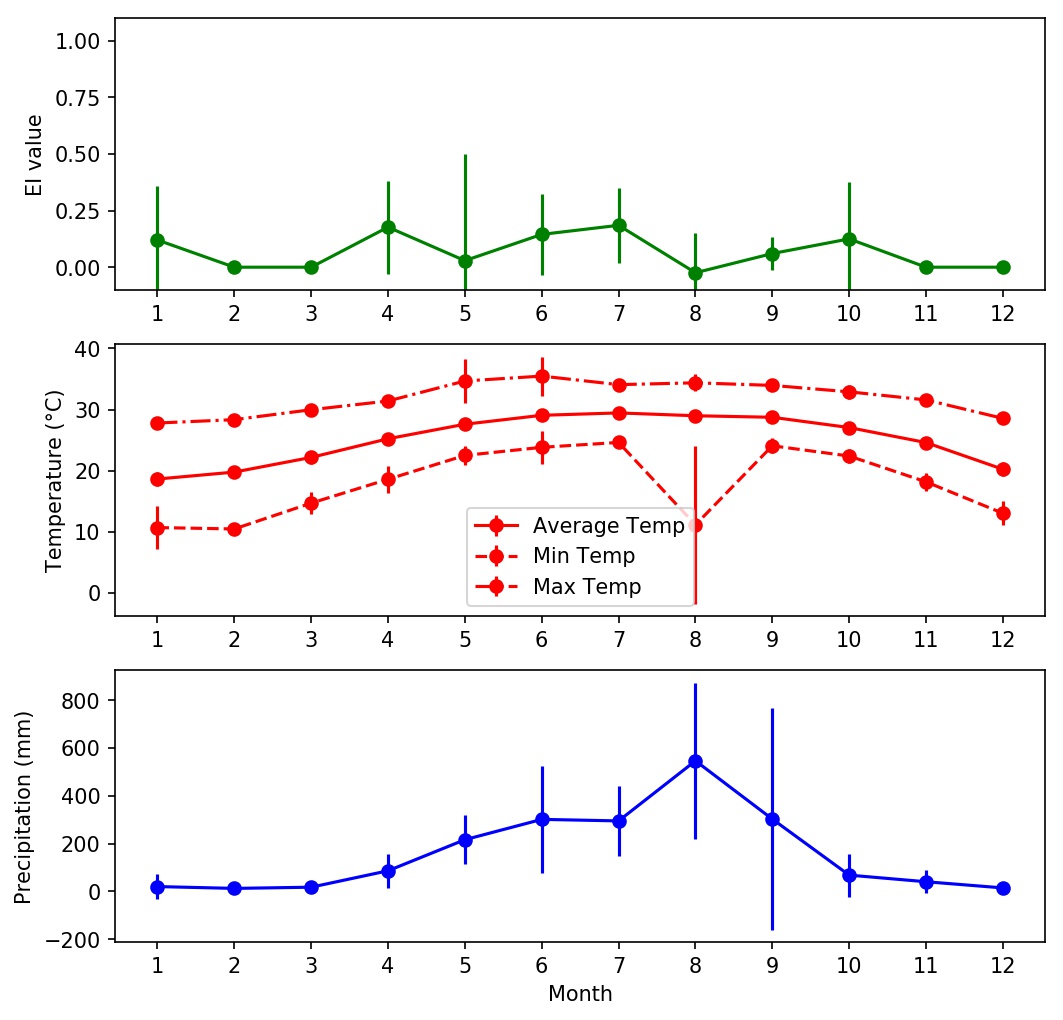 EI value
1.00
0.75
0.50
0.25
0.00
1 2 3 4 5 6 7 8 9 10 11 12
Temperature (°C)
40
30
20
10
0
Average Temp
Min Temp
Max Temp
1 2 3 4 5 6 7 8 9 10 11 12
Precipitation (mm)
800
600
400
200
0
−200
1 2 3 4 5 6 7 8 9 10 11 12
Month